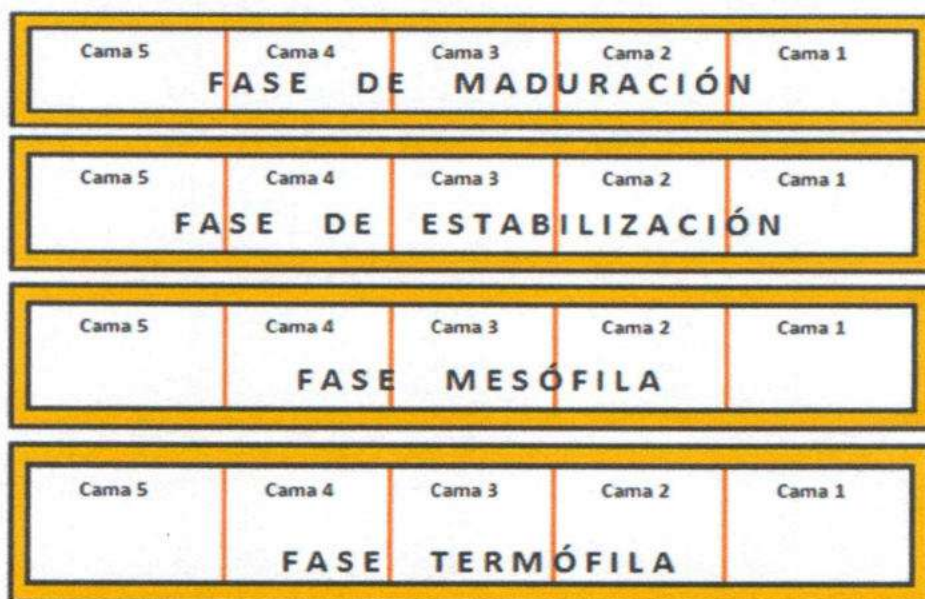 Cama 5 Cama 4 Cama 3 Cama 2 Cama 1
FASE DE MADURACIÓN
Cama 5 Cama 4 Cama 3 Cama 2 Cama 1
FASE DE ESTABILIZACIÓN
Cama 5 Cama 4 Cama 3 Cama 2 Cama 1
FASE MESÓFILA
Cama 5 Cama 4 Cama 3 Cama 2 Cama 1
FASE TERMÓFILA